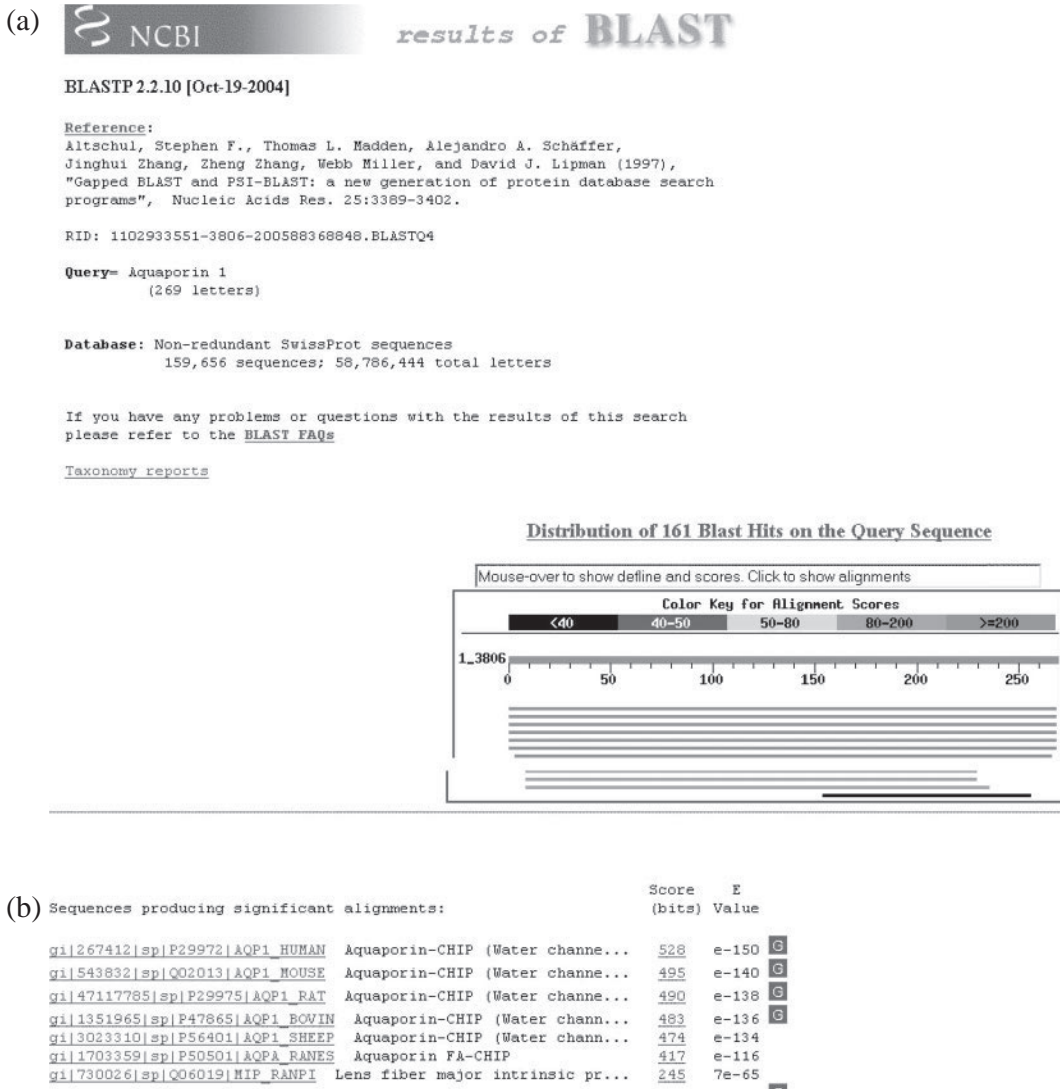 (a)
NCBI
results of BLAST
BLASTP 2.2.10 [Oct-19-2004]
Reference:
Altschul, Stephen F., Thomas L. Madden, Alejandro A. Schäffer,
Jinghui Zhang, Zheng Zhang, Webb Miller, and David J. Lipman (1997),
"Gapped BLAST and PSI-BLAST: a new generation of protein database search
programs",  Nucleic Acids Res. 25:3389-3402.
RID: 1102933551-3806-200588368848.BLASTQ4
Query= Aquaporin 1
(269 letters)
Database: Non-redundant SwissProt sequences
159,656 sequences; 58,786,444 total letters
If you have any problems or questions with the results of this search
please refer to the BLAST FAQs
Taxonomy reports
Distribution of 161 Blast Hits on the Query Sequence
Mouse-over to show defline and scores. Click to show alignments
Color Key for Alignment Scores
<40 40-50 50-80 80-200 >=200
1_3806
0 50 100 150 200 250
Score E
(b) Sequences producing significant alignments: (bits) Value
gi|267412|sp|P29972|AQP1_HUMAN Aquaporin-CHIP (Water channe... 528 e-150 G
gi|543832|sp|Q02013|AQP1_MOUSE Aquaporin-CHIP (Water channe... 495 e-140 G
gi|47117785|sp|P29975|AQP1_RAT Aquaporin-CHIP (Water channe... 490 e-138 G
gi|1351965|sp|P47865|AQP1_BOVIN Aquaporin-CHIP (Water chann... 483 e-136 G
gi|3023310|sp|P56401|AQP1_SHEEP Aquaporin-CHIP (Water chann... 474 e-134
gi|1703359|sp|P50501|AQPA_RANES Aquaporin FA-CHIP 417 e-116
gi|730026|sp|Q06019|MIP_RANPI Lens fiber major intrinsic pr... 245 7e-65